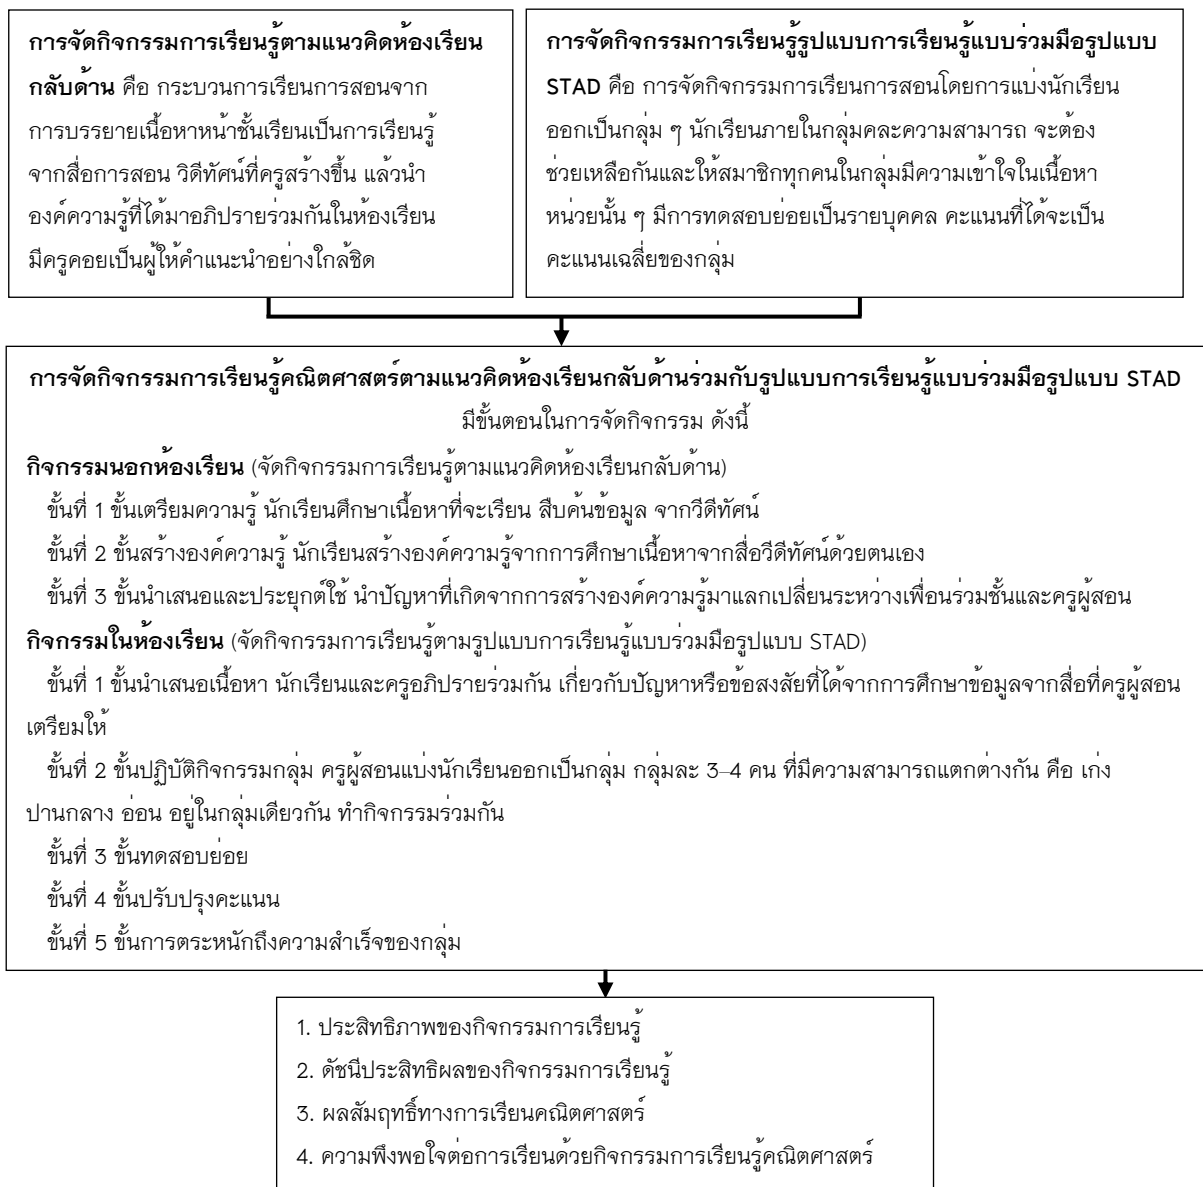 การจัดกิจกรรมการเรียนรู้ตามแนวคิดห้องเรียน
กลับด้าน คือ กระบวนการเรียนการสอนจาก
การบรรยายเนื้อหาหน้าชั้นเรียนเป็นการเรียนรู้
จากสื่อการสอน วิดีทัศน์ที่ครูสร้างขึ้น แล้วนำ
องค์ความรู้ที่ได้มาอภิปรายร่วมกันในห้องเรียน
มีครูคอยเป็นผู้ให้คำแนะนำอย่างใกล้ชิด
การจัดกิจกรรมการเรียนรู้รูปแบบการเรียนรู้แบบร่วมมือรูปแบบ
STAD คือ การจัดกิจกรรมการเรียนการสอนโดยการแบ่งนักเรียน
ออกเป็นกลุ่ม ๆ นักเรียนภายในกลุ่มคละความสามารถ จะต้อง
ช่วยเหลือกันและให้สมาชิกทุกคนในกลุ่มมีความเข้าใจในเนื้อหา
หน่วยนั้น ๆ มีการทดสอบย่อยเป็นรายบุคคล คะแนนที่ได้จะเป็น
คะแนนเฉลี่ยของกลุ่ม
การจัดกิจกรรมการเรียนรู้คณิตศาสตร์ตามแนวคิดห้องเรียนกลับด้านร่วมกับรูปแบบการเรียนรู้แบบร่วมมือรูปแบบ STAD
มีขั้นตอนในการจัดกิจกรรม ดังนี้
กิจกรรมนอกห้องเรียน (จัดกิจกรรมการเรียนรู้ตามแนวคิดห้องเรียนกลับด้าน)
ขั้นที่ 1 ขั้นเตรียมความรู้ นักเรียนศึกษาเนื้อหาที่จะเรียน สืบค้นข้อมูล จากวีดีทัศน์
ขั้นที่ 2 ขั้นสร้างองค์ความรู้ นักเรียนสร้างองค์ความรู้จากการศึกษาเนื้อหาจากสื่อวีดีทัศน์ด้วยตนเอง
ขั้นที่ 3 ขั้นนำเสนอและประยุกต์ใช้ นำปัญหาที่เกิดจากการสร้างองค์ความรู้มาแลกเปลี่ยนระหว่างเพื่อนร่วมชั้นและครูผู้สอน
กิจกรรมในห้องเรียน (จัดกิจกรรมการเรียนรู้ตามรูปแบบการเรียนรู้แบบร่วมมือรูปแบบ STAD)
ขั้นที่ 1 ขั้นนำเสนอเนื้อหา นักเรียนและครูอภิปรายร่วมกัน เกี่ยวกับปัญหาหรือข้อสงสัยที่ได้จากการศึกษาข้อมูลจากสื่อที่ครูผู้สอน
เตรียมให้
ขั้นที่ 2 ขั้นปฏิบัติกิจกรรมกลุ่ม ครูผู้สอนแบ่งนักเรียนออกเป็นกลุ่ม กลุ่มละ 3–4 คน ที่มีความสามารถแตกต่างกัน คือ เก่ง
ปานกลาง อ่อน อยู่ในกลุ่มเดียวกัน ทำกิจกรรมร่วมกัน
ขั้นที่ 3 ขั้นทดสอบย่อย
ขั้นที่ 4 ขั้นปรับปรุงคะแนน
ขั้นที่ 5 ขั้นการตระหนักถึงความสำเร็จของกลุ่ม
1. ประสิทธิภาพของกิจกรรมการเรียนรู้
2. ดัชนีประสิทธิผลของกิจกรรมการเรียนรู้
3. ผลสัมฤทธิ์ทางการเรียนคณิตศาสตร์
4. ความพึงพอใจต่อการเรียนด้วยกิจกรรมการเรียนรู้คณิตศาสตร์